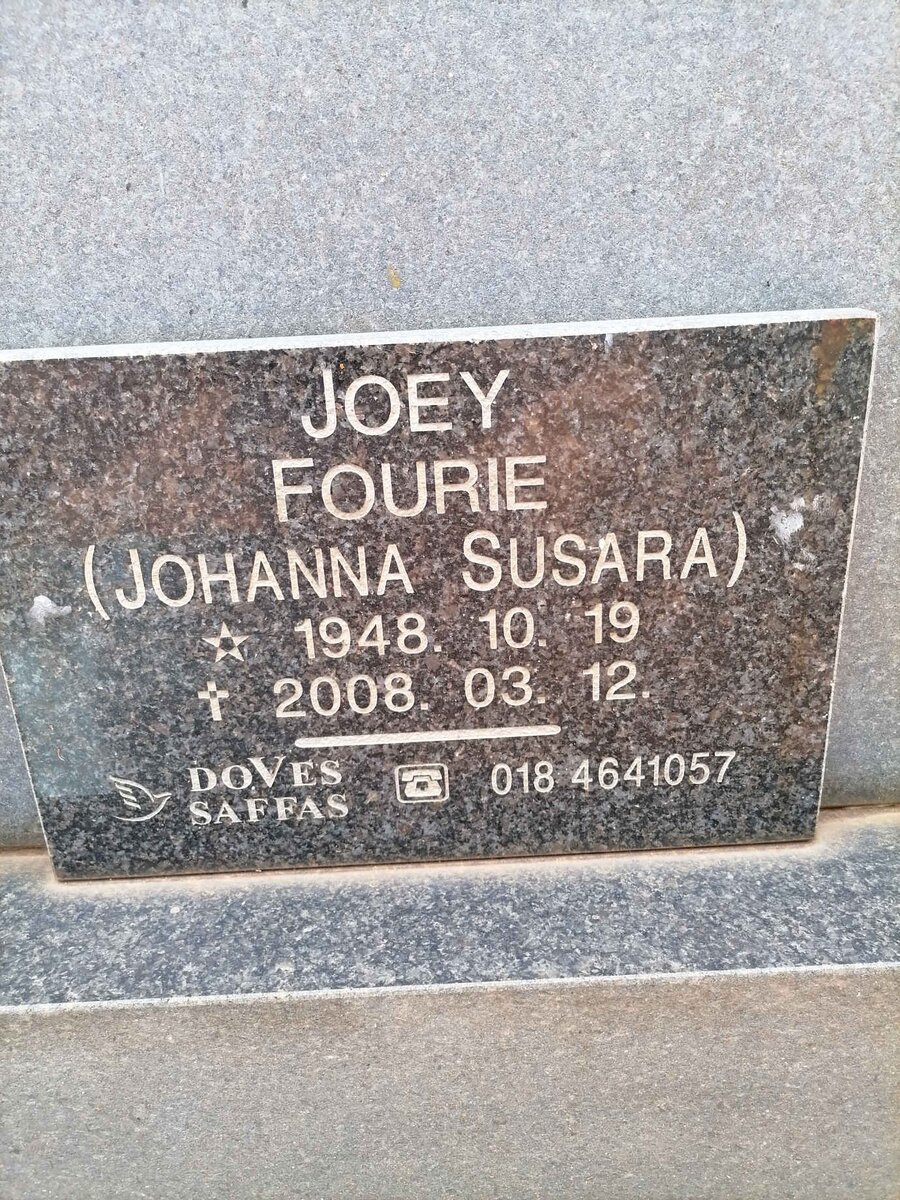 JOEY
FOURIE
(JOHANNA SUSARA)
☆ 1948. 10. 19
✝ 2008. 03. 12.
DOVES
SAFFAS
018 4641057